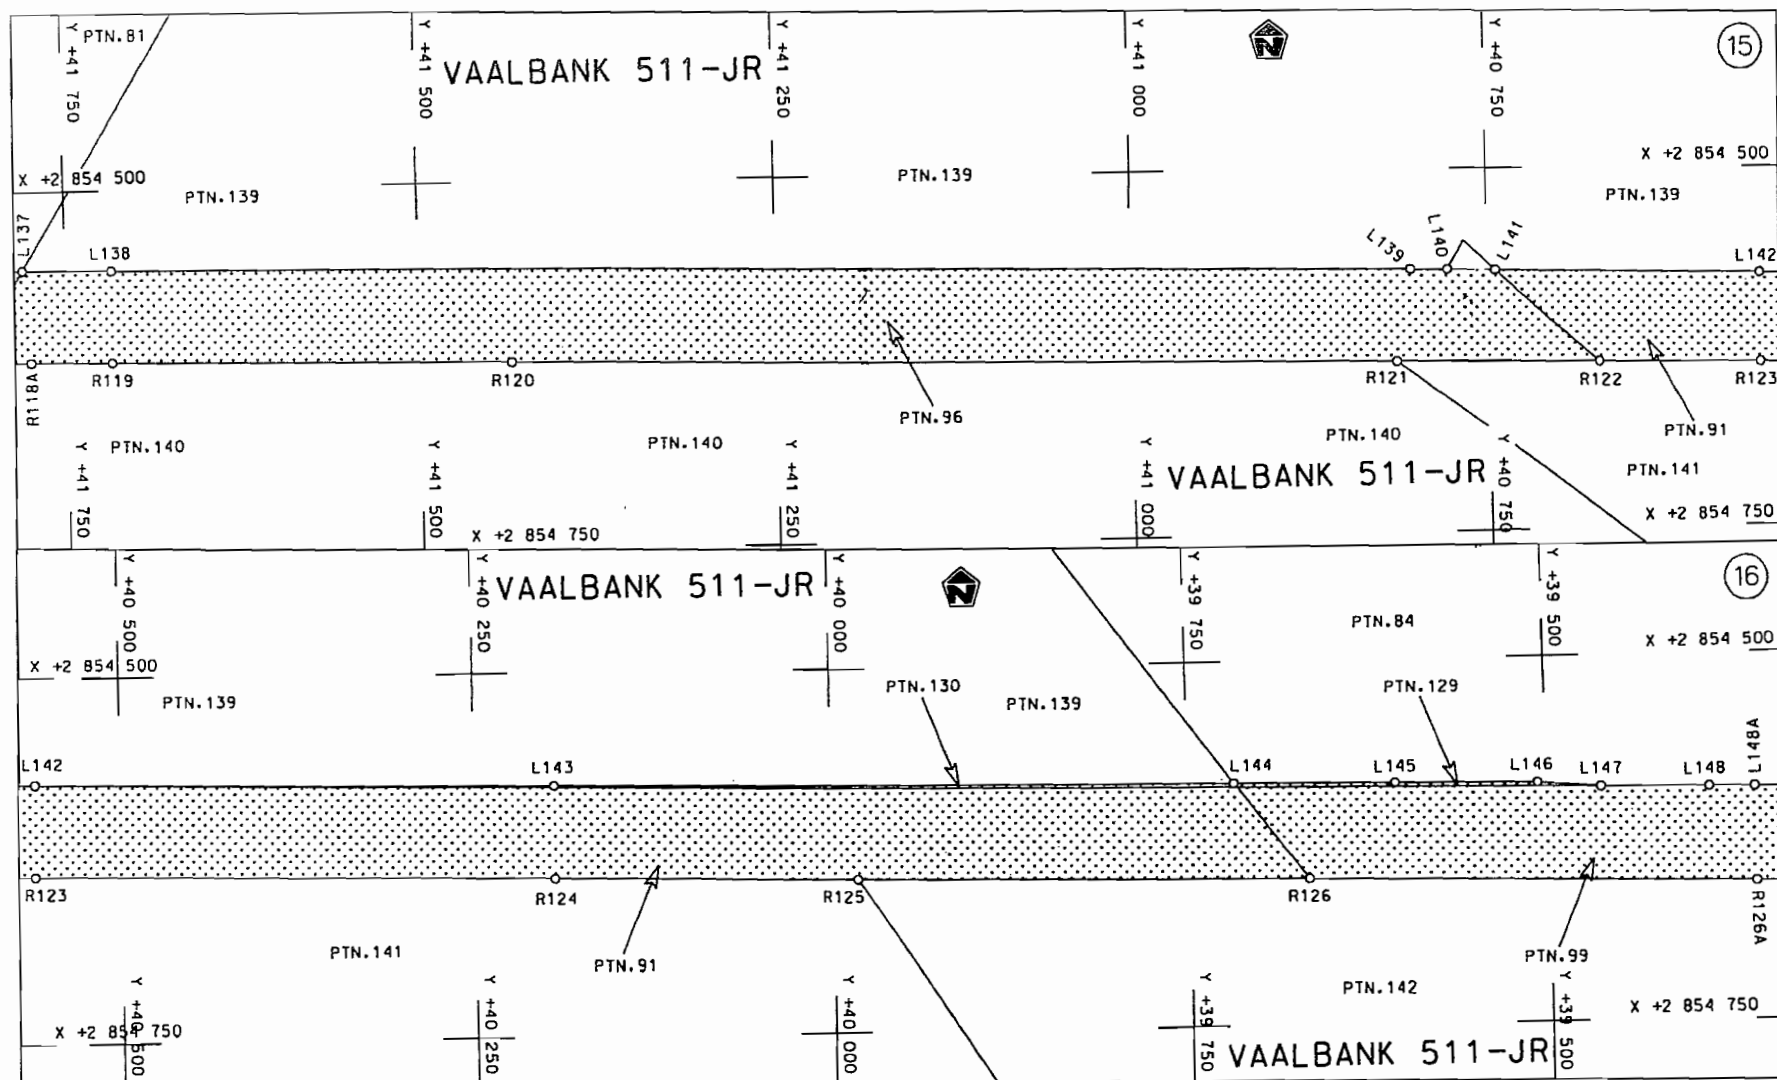 PTN.81
Y +41 750
Y +41 500
VAALBANK 511-JR
Y +41 250
Y +41 000
N
Y +40 750
15
X +2 854 500
X +2 854 500
PTN.139
PTN.139
PTN.139
L137
L138
L139
L140
L141
L142
R118A
R119
R120
R121
R122
R123
PTN.96
PTN.91
PTN.140
PTN.140
PTN.140
PTN.141
Y +41 750
Y +41 500
Y +41 250
Y +41 000
Y +40 750
VAALBANK 511-JR
X +2 854 750
X +2 854 750
Y +40 500
Y +40 250
VAALBANK 511-JR
Y +40 000
N
Y +39 750
Y +39 500
16
PTN.84
X +2 854 500
X +2 854 500
PTN.139
PTN.130
PTN.139
PTN.129
L142
L143
L144
L145
L146
L147
L148
L148A
R123
R124
R125
R126
R126A
PTN.141
PTN.91
PTN.99
PTN.142
Y +40 500
Y +40 250
Y +40 000
Y +39 750
Y +39 500
X +2 854 750
X +2 854 750
VAALBANK 511-JR